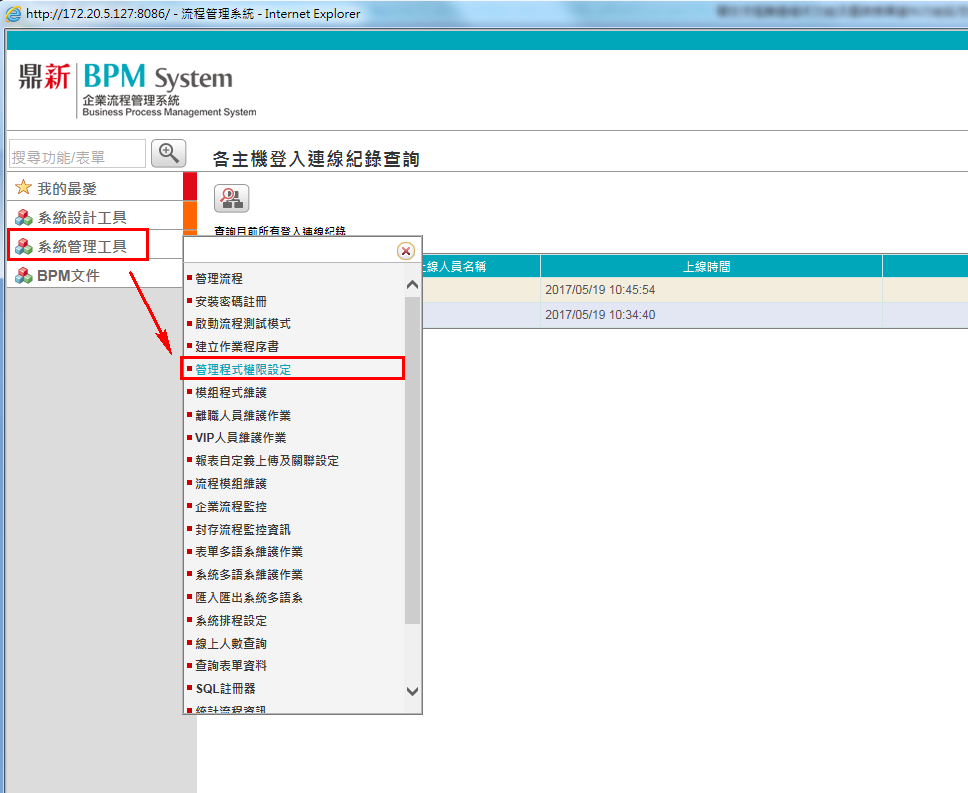 http://172.20.5.127:8086/ - 流程管理系統 - Internet Explorer
鼎新 BPM System
企業流程管理系統
Business Process Management System
搜尋功能/表單
各主機登入連線紀錄查詢
我的最愛
系統設計工具
系統管理工具
BPM文件
查詢目前所有登入連線紀錄
上線人員名稱 上線時間
2017/05/19 10:45:54
2017/05/19 10:34:40
管理流程
安裝密碼註冊
啟動流程測試模式
建立作業程序書
管理程式權限設定
模組程式維護
離職人員維護作業
VIP人員維護作業
報表自定義上傳及關聯設定
流程模組維護
企業流程監控
封存流程監控資訊
表單多語系維護作業
系統多語系維護作業
匯入匯出系統多語系
系統排程設定
線上人數查詢
查詢表單資料
SQL註冊器
統計流程資訊